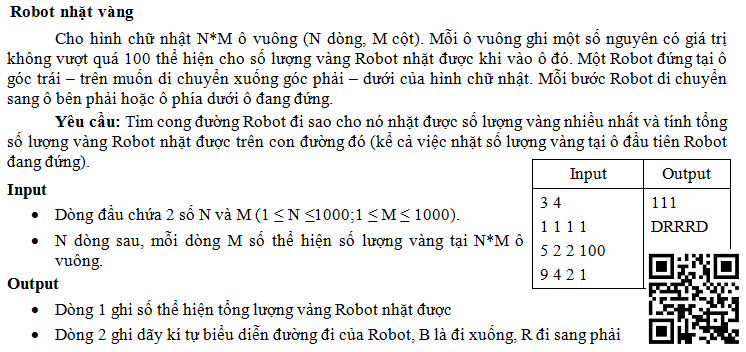 Robot nhặt vàng
Cho hình chữ nhật N*M ô vuông (N dòng, M cột). Mỗi ô vuông ghi một số nguyên có giá trị
không vượt quá 100 thể hiện cho số lượng vàng Robot nhặt được khi vào ô đó. Một Robot đứng tại ô
góc trái – trên muốn di chuyển xuống góc phải – dưới của hình chữ nhật. Mỗi bước Robot di chuyển
sang ô bên phải hoặc ô phía dưới ô đang đứng.
Yêu cầu: Tìm cong đường Robot đi sao cho nó nhặt được số lượng vàng nhiều nhất và tính tổng
số lượng vàng Robot nhặt được trên con đường đó (kể cả việc nhặt số lượng vàng tại ô đầu tiên Robot
đang đứng).
Input
• Dòng đầu chứa 2 số N và M (1 ≤ N ≤1000;1 ≤ M ≤ 1000).
• N dòng sau, mỗi dòng M số thể hiện số lượng vàng tại N*M ô
vuông.
Output
• Dòng 1 ghi số thể hiện tổng lượng vàng Robot nhặt được
• Dòng 2 ghi dãy kí tự biểu diễn đường đi của Robot, B là đi xuống, R đi sang phải
Input Output
3 4 111
1 1 1 1 DRRRD
5 2 2 100
9 4 2 1